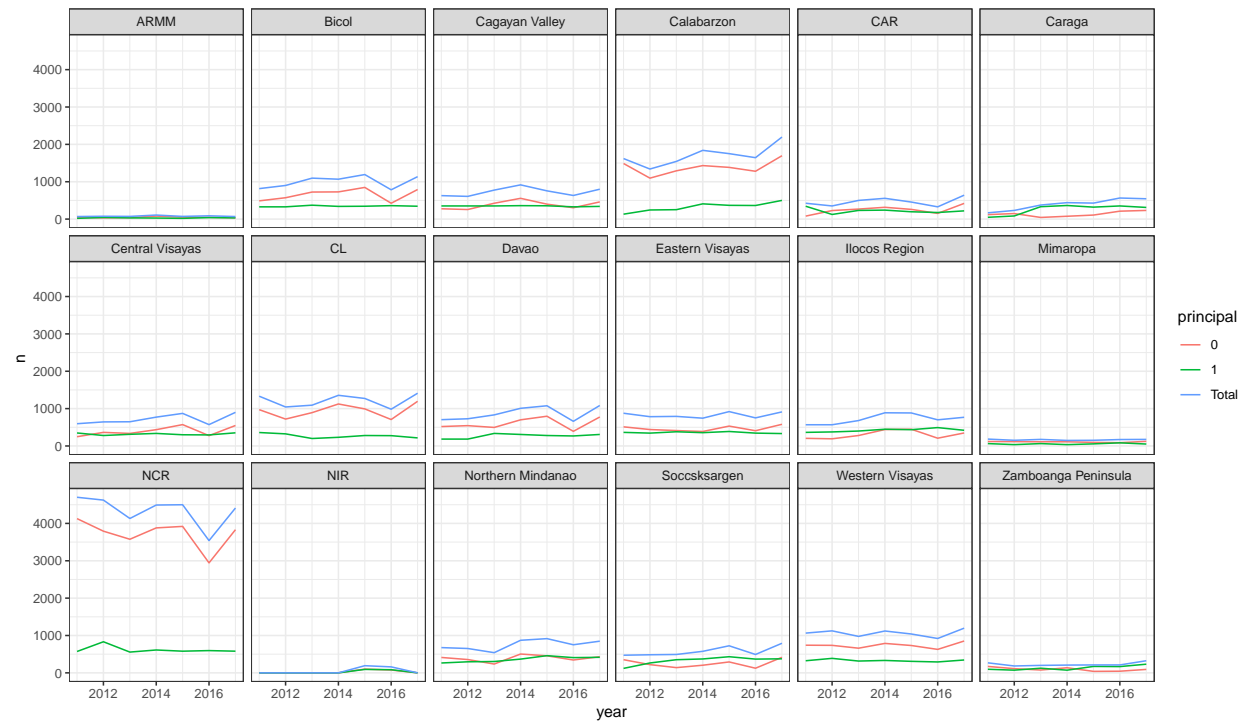 ARMM Bicol Cagayan Valley Calabarzon CAR Caraga
4000
3000
2000
1000
0
Central Visayas CL Davao Eastern Visayas Ilocos Region Mimaropa
4000
3000
2000
1000
0
NCR NIR Northern Mindanao Soccsksargen Western Visayas Zamboanga Peninsula
4000
3000
2000
1000
0
2012 2014 2016 2012 2014 2016 2012 2014 2016 2012 2014 2016 2012 2014 2016 2012 2014 2016
year
n
principal
0
1
Total